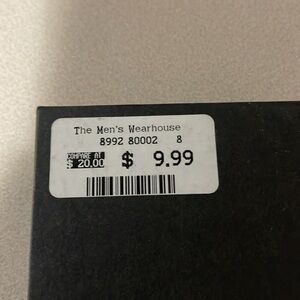 The Men's Wearhouse
8992 80002 8
COMPARE AT
$ 20.00 $ 9.99